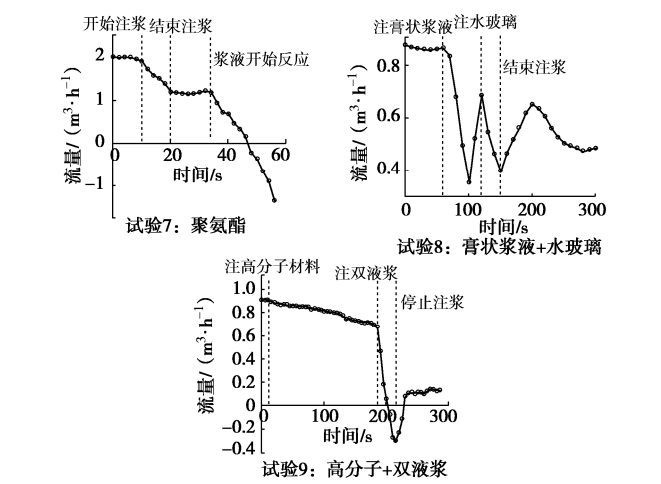 开始注浆 结束注浆
浆液开始反应
流量/（m³·h⁻¹）
2
1
0
−1
0 20 40 60
时间/s
试验7：聚氨酯
注膏状浆液
注水玻璃
结束注浆
流量/（m³·h⁻¹）
0.8
0.6
0.4
0 100 200 300
时间/s
试验8：膏状浆液+水玻璃
注高分子材料
注双液浆
停止注浆
流量/（m³·h⁻¹）
1.0
0.8
0.6
0.4
0.2
0
−0.2
−0.4
0 100 200 300
时间/s
试验9：高分子+双液浆